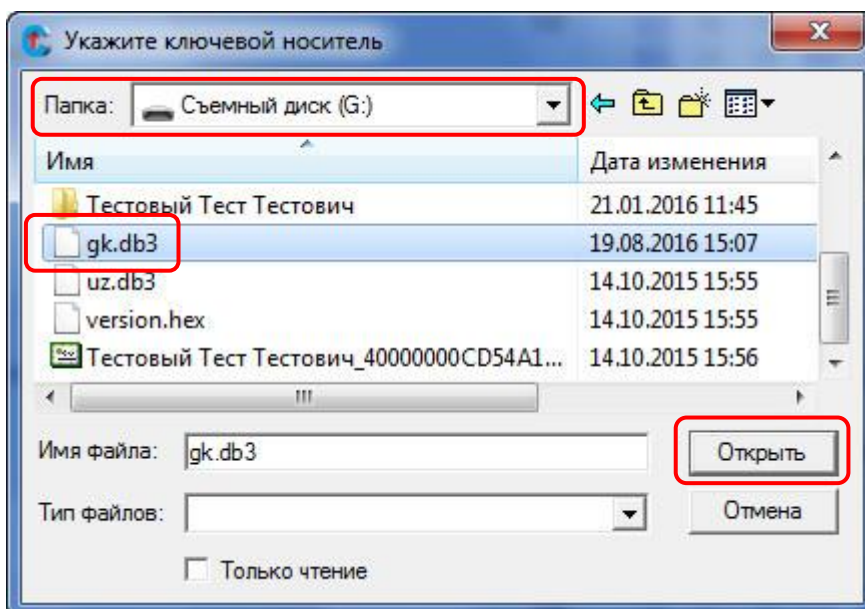 Укажите ключевой носитель
Папка: Съемный диск (G:)
Имя Дата изменения
Тестовый Тест Тестович 21.01.2016 11:45
gk.db3 19.08.2016 15:07
uz.db3 14.10.2015 15:55
version.hex 14.10.2015 15:55
Тестовый Тест Тестович_40000000CD54A1... 14.10.2015 15:56
Имя файла: gk.db3 Открыть
Тип файлов: Отмена
Только чтение